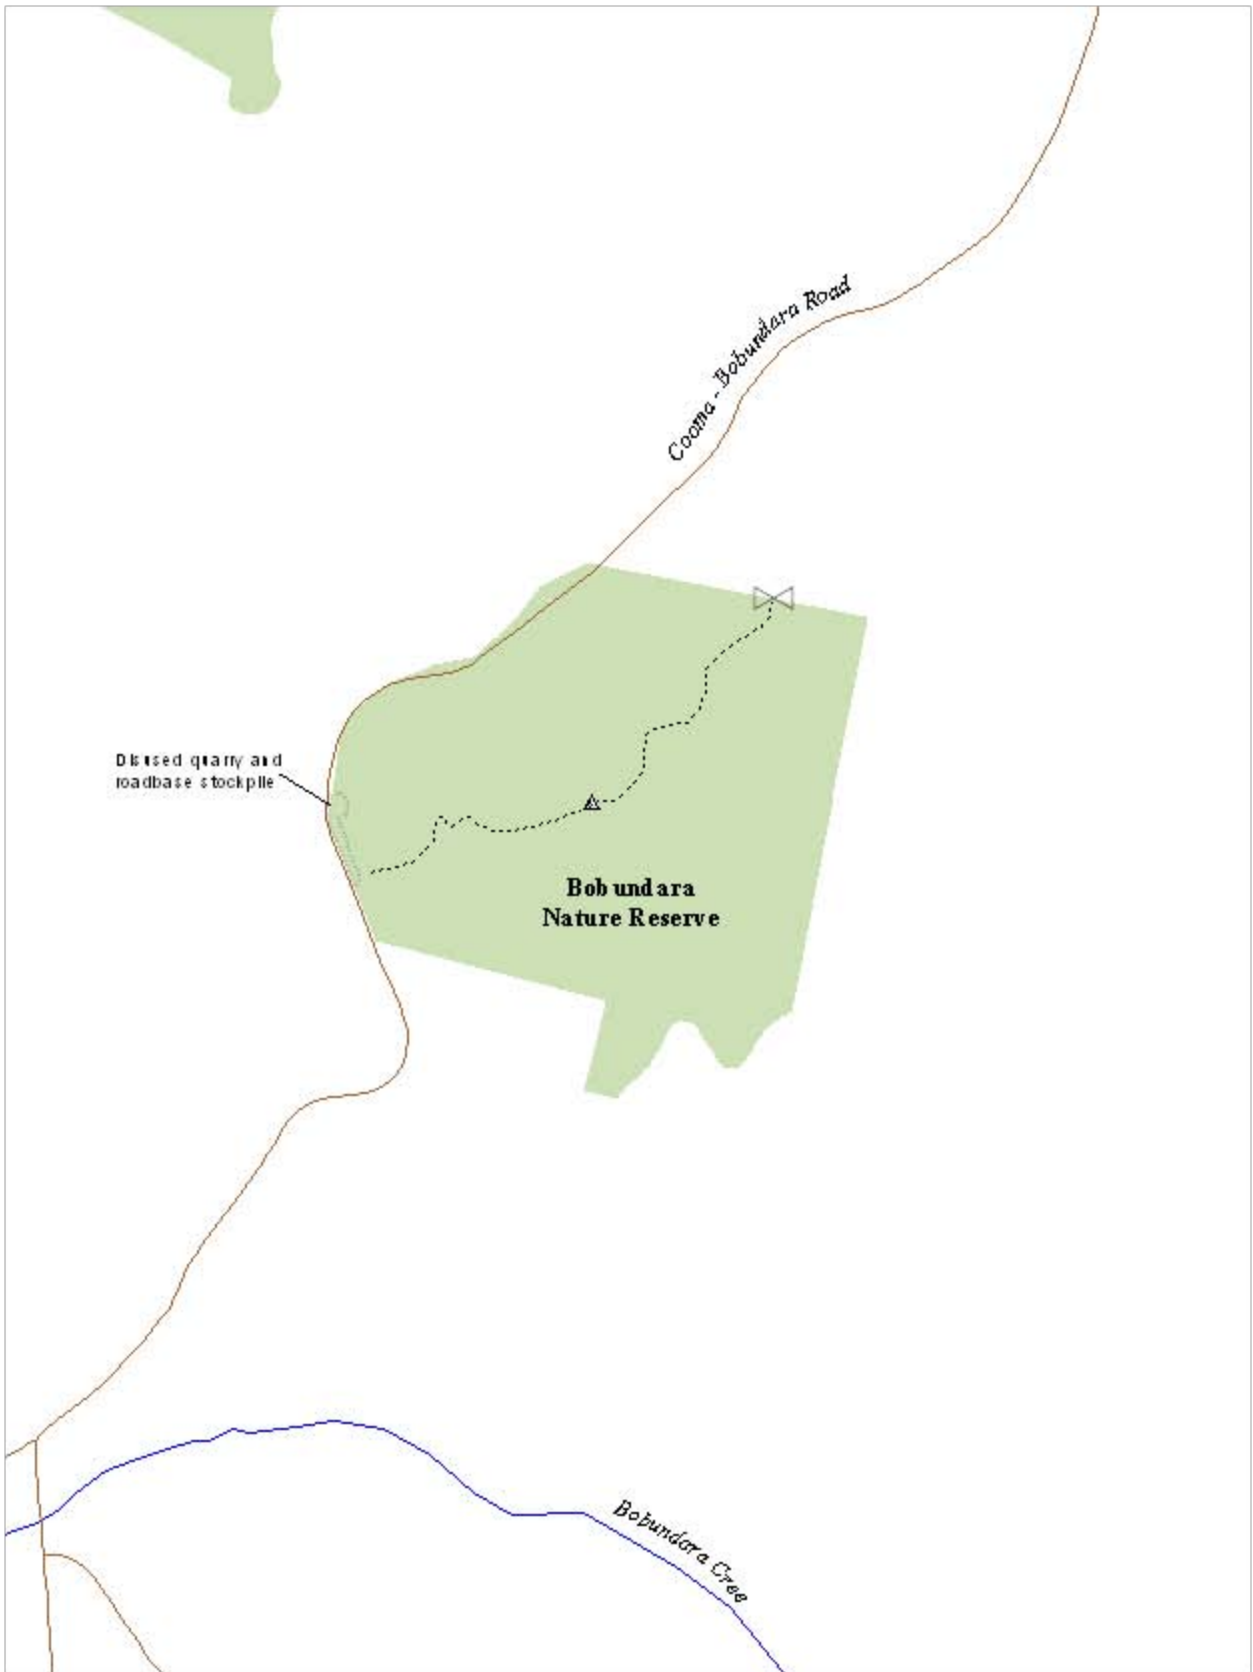 Cooma - Bobundara Road
Disused quarry and
roadbase stockpile
Bobundara
Nature Reserve
Bobundara Cree